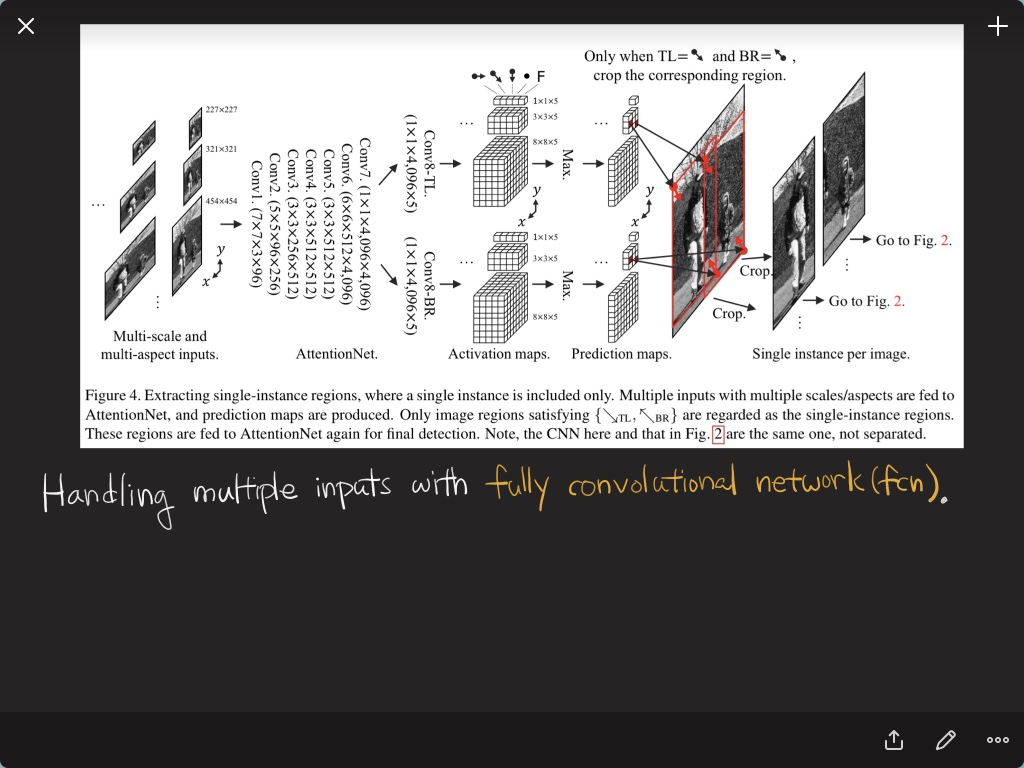 Only when TL=↘ and BR=↖,
crop the corresponding region.
F
227×227
321×321
454×454
...
y
x
Multi-scale and
multi-aspect inputs.
Conv1. (7×7×3×96)
Conv2. (5×5×96×256)
Conv3. (3×3×256×512)
Conv4. (3×3×512×512)
Conv5. (3×3×512×512)
Conv6. (6×6×512×4,096)
Conv7. (1×1×4,096×4,096)
AttentionNet.
Conv8-TL.
(1×1×4,096×5)
Conv8-BR.
(1×1×4,096×5)
...
1×1×5
3×3×5
8×8×5
y
x
...
1×1×5
3×3×5
8×8×5
Activation maps.
Max.
Max.
...
y
x
...
Prediction maps.
Crop.
Crop.
Go to Fig. 2.
Go to Fig. 2.
Single instance per image.
Figure 4. Extracting single-instance regions, where a single instance is included only. Multiple inputs with multiple scales/aspects are fed to
AttentionNet, and prediction maps are produced. Only image regions satisfying {↘TL, ↖BR} are regarded as the single-instance regions.
These regions are fed to AttentionNet again for final detection. Note, the CNN here and that in Fig. 2 are the same one, not separated.
Handling multiple inputs with fully convolutional network (fcn).